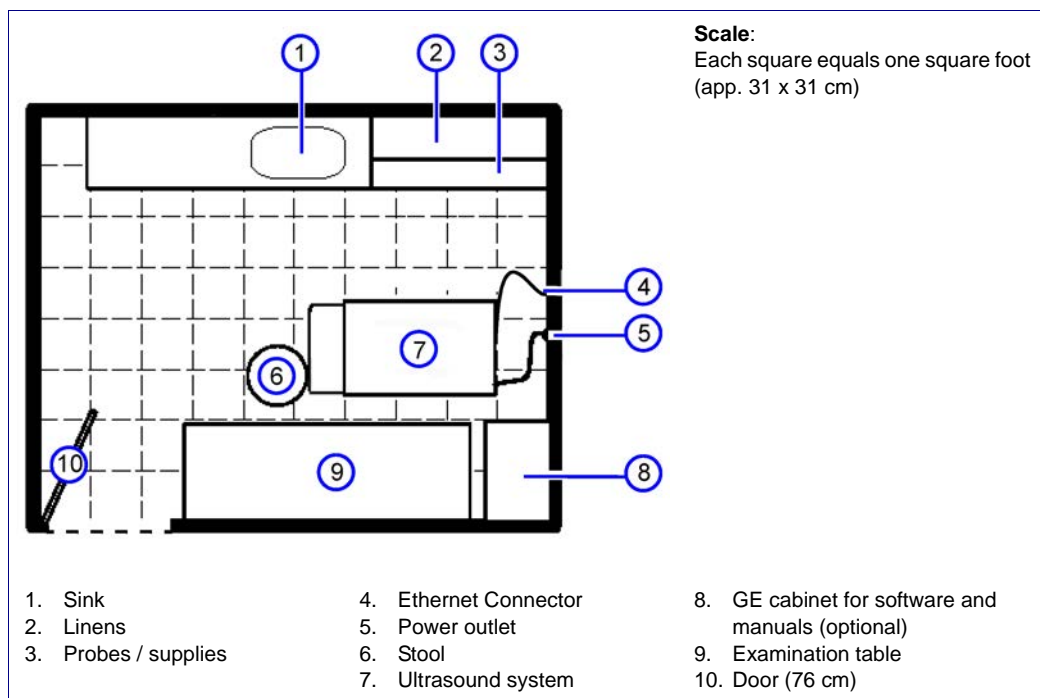 Scale:
Each square equals one square foot
(app. 31 x 31 cm)
1
2
3
4
5
6
7
8
9
10
1. Sink
2. Linens
3. Probes / supplies
4. Ethernet Connector
5. Power outlet
6. Stool
7. Ultrasound system
8. GE cabinet for software and
manuals (optional)
9. Examination table
10. Door (76 cm)